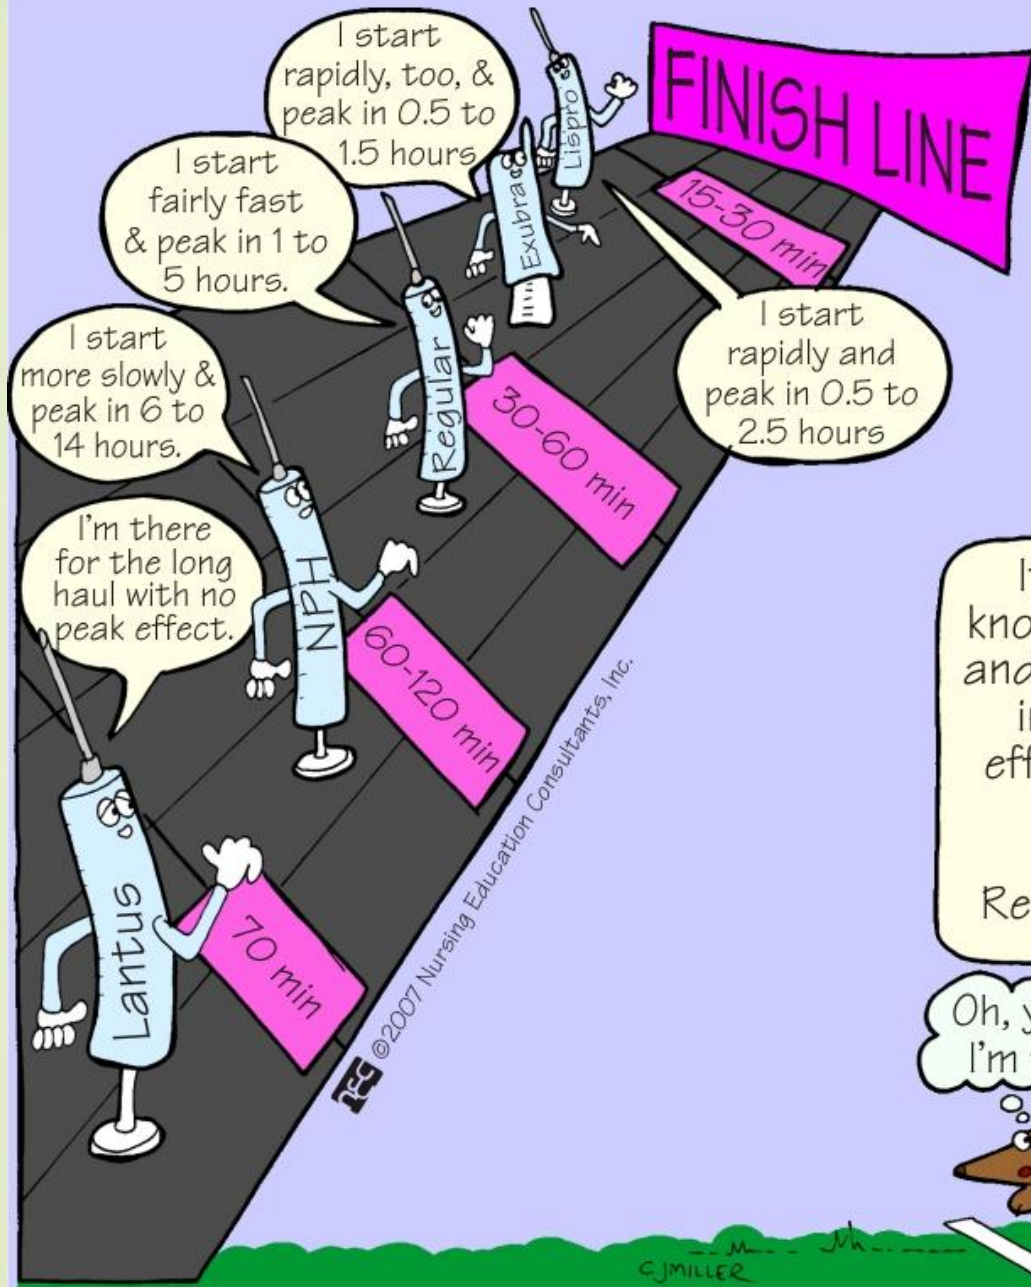 I start
rapidly, too, &
peak in 0.5 to
1.5 hours
Lispro
FINISH LINE
I start
fairly fast
& peak in 1 to
5 hours.
Exubra
15-30 min
I start
rapidly and
peak in 0.5 to
2.5 hours
I start
more slowly &
peak in 6 to
14 hours.
Regular
30-60 min
I'm there
for the long
haul with no
peak effect.
NPH
60-120 min
Lantus
70 min
©2007 Nursing Education Consultants, Inc.
and
Oh,
I'm
CJMILLER